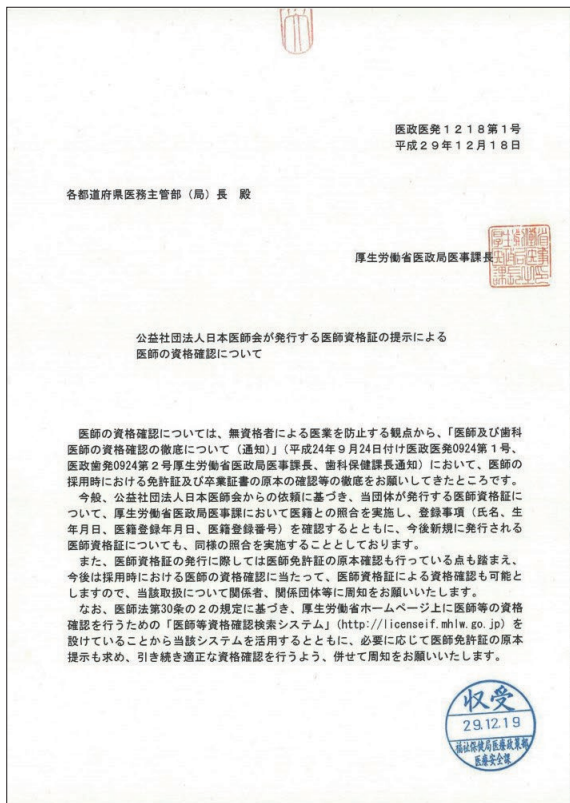 医政医発1218第1号
平成29年12月18日
各都道府県医務主管部（局）長　殿
厚生労働省医政局医事課長
公益社団法人日本医師会が発行する医師資格証の提示による
医師の資格確認について
医師の資格確認については、無資格者による医業を防止する観点から、「医師及び歯科
医師の資格確認の徹底について（通知）」（平成24年９月24日付け医政医発0924第１号、
医政歯発0924第２号厚生労働省医政局医事課長、歯科保健課長通知）において、医師の
採用時における免許証及び卒業証書の原本の確認等の徹底をお願いしてきたところです。
今般、公益社団法人日本医師会からの依頼に基づき、当団体が発行する医師資格証に
ついて、厚生労働省医政局医事課において医籍との照合を実施し、登録事項（氏名、生
年月日、医籍登録年月日、医籍登録番号）を確認するとともに、今後新規に発行される
医師資格証についても、同様の照合を実施することとしております。
また、医師資格証の発行に際しては医師免許証の原本確認も行っている点も踏まえ、
今後は採用時における医師の資格確認に当たって、医師資格証による資格確認も可能と
しますので、当該取扱について関係者、関係団体等に周知をお願いいたします。
なお、医師法第30条の２の規定に基づき、厚生労働省ホームページ上に医師等の資格
確認を行うための「医師等資格確認検索システム」（http://licenseif.mhlw.go.jp）を
設けていることから当該システムを活用するとともに、必要に応じて医師免許証の原本
提示も求め、引き続き適正な資格確認を行うよう、併せて周知をお願いいたします。
収受
29.12.19
福祉保健局医療政策部
医療安全課